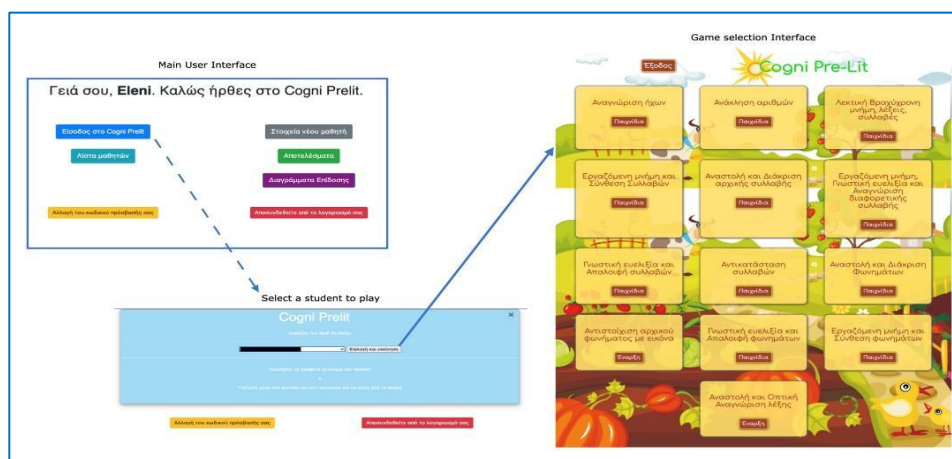 Main User Interface
Γειά σου, Eleni. Καλώς ήρθες στο Cogni Prelit.
Είσοδος στο Cogni Prelit
Στοιχεία νέου μαθητή
Λίστα μαθητών
Αποτελέσματα
Διαγράμματα Επίδοσης
Αλλαγή του κωδικού πρόσβασής σας
Αποσυνδεθείτε από το λογαριασμό σας
Select a student to play
Cogni Prelit
×
Επιλογή και εκκίνηση
Αλλαγή του κωδικού πρόσβασής σας
Αποσυνδεθείτε από το λογαριασμό σας
Game selection Interface
Έξοδος
Cogni Pre-Lit
Αναγνώριση ήχων
Παιχνίδια
Ανάκληση αριθμών
Παιχνίδια
Λεκτική Βραχύχρονη
μνήμη, λέξεις,
συλλαβές
Παιχνίδια
Εργαζόμενη μνήμη και
Σύνθεση Συλλαβών
Παιχνίδια
Αναστολή και Διάκριση
αρχικής συλλαβής
Παιχνίδια
Εργαζόμενη μνήμη,
Γνωστική ευελιξία και
Αναγνώριση
διαφορετικής
συλλαβής
Παιχνίδια
Γνωστική ευελιξία και
Απαλοιφή συλλαβών
Παιχνίδια
Αντικατάσταση
συλλαβών
Παιχνίδια
Αναστολή και Διάκριση
Φωνημάτων
Παιχνίδια
Αντιστοίχιση αρχικού
φωνήματος με εικόνα
Έναρξη
Γνωστική ευελιξία και
Απαλοιφή φωνημάτων
Παιχνίδια
Εργαζόμενη μνήμη και
Σύνθεση φωνημάτων
Παιχνίδια
Αναστολή και Οπτική
Αναγνώριση λέξης
Έναρξη